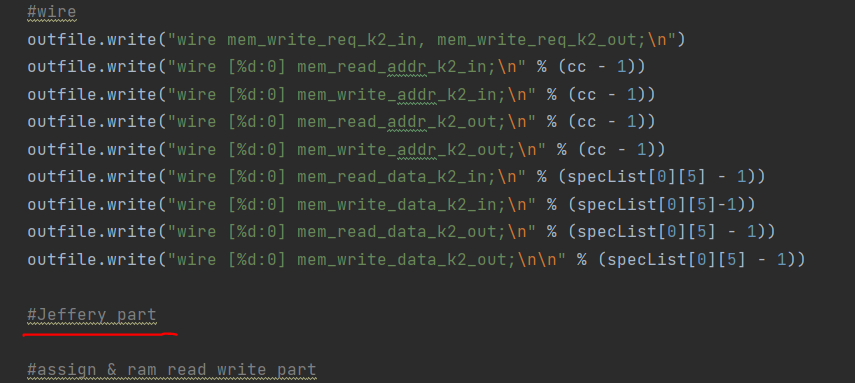 #wire
outfile.write("wire mem_write_req_k2_in, mem_write_req_k2_out;\n")
outfile.write("wire [%d:0] mem_read_addr_k2_in;\n" % (cc - 1))
outfile.write("wire [%d:0] mem_write_addr_k2_in;\n" % (cc - 1))
outfile.write("wire [%d:0] mem_read_addr_k2_out;\n" % (cc - 1))
outfile.write("wire [%d:0] mem_write_addr_k2_out;\n" % (cc - 1))
outfile.write("wire [%d:0] mem_read_data_k2_in;\n" % (specList[0][5] - 1))
outfile.write("wire [%d:0] mem_write_data_k2_in;\n" % (specList[0][5]-1))
outfile.write("wire [%d:0] mem_read_data_k2_out;\n" % (specList[0][5] - 1))
outfile.write("wire [%d:0] mem_write_data_k2_out;\n\n" % (specList[0][5] - 1))
#Jeffery part
#assign & ram read write part